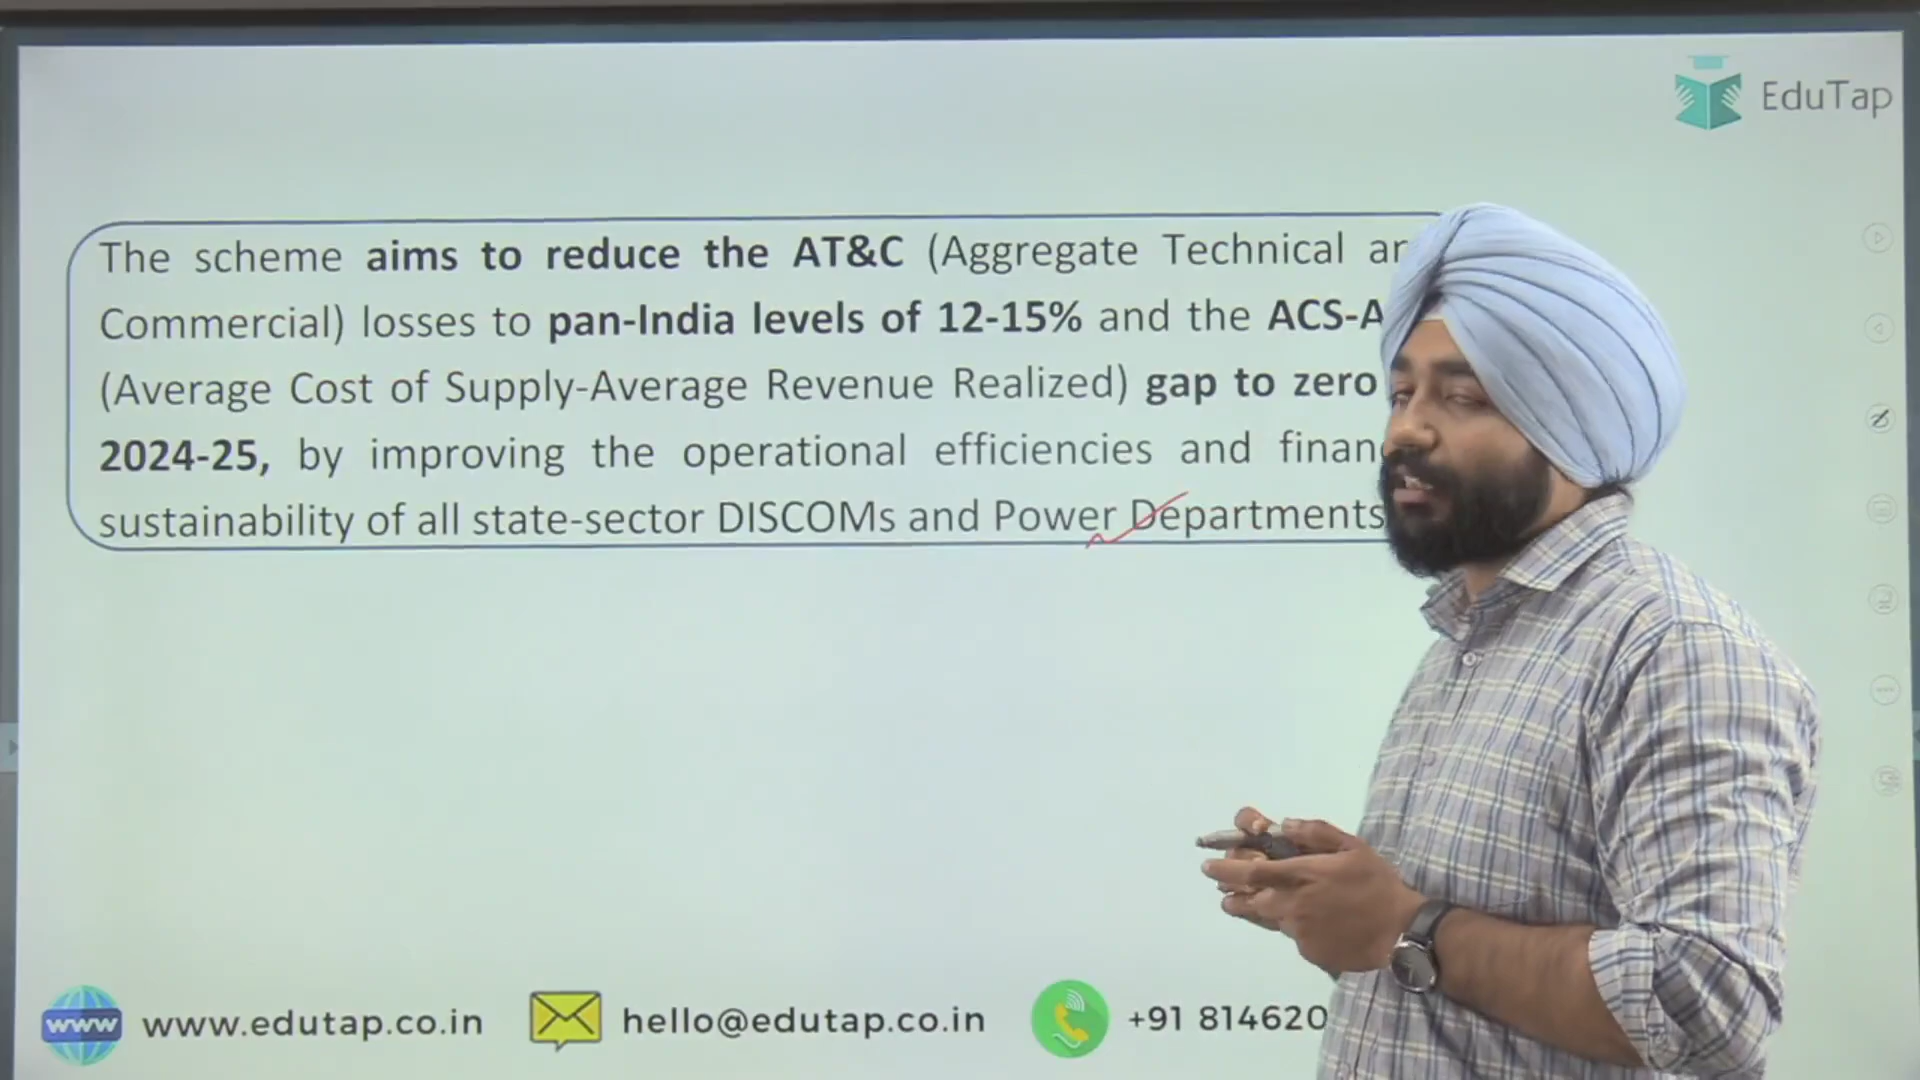 EduTap
The scheme aims to reduce the AT&C (Aggregate Technical
Commercial) losses to pan-India levels of 12-15% and the
(Average Cost of Supply-Average Revenue Realized) gap to zero
2024-25, by improving the operational efficiencies and
sustainability of all state-sector DISCOMs and Power Departments
www
www.edutap.co.in
hello@edutap.co.in
+91 814620